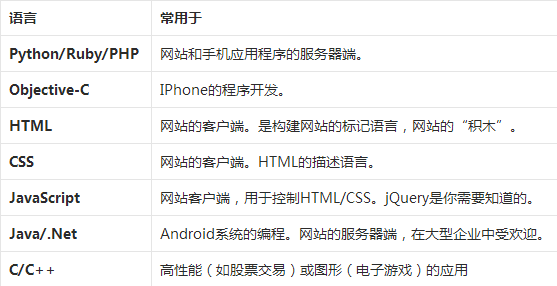 语言 常用于
Python/Ruby/PHP 网站和手机应用程序的服务器端。
Objective-C IPhone的程序开发。
HTML 网站的客户端。是构建网站的标记语言，网站的“积木”。
CSS 网站的客户端。HTML的描述语言。
JavaScript 网站客户端，用于控制HTML/CSS。jQuery是你需要知道的。
Java/.Net Android系统的编程。网站的服务器端，在大型企业中受欢迎。
C/C++ 高性能（如股票交易）或图形（电子游戏）的应用